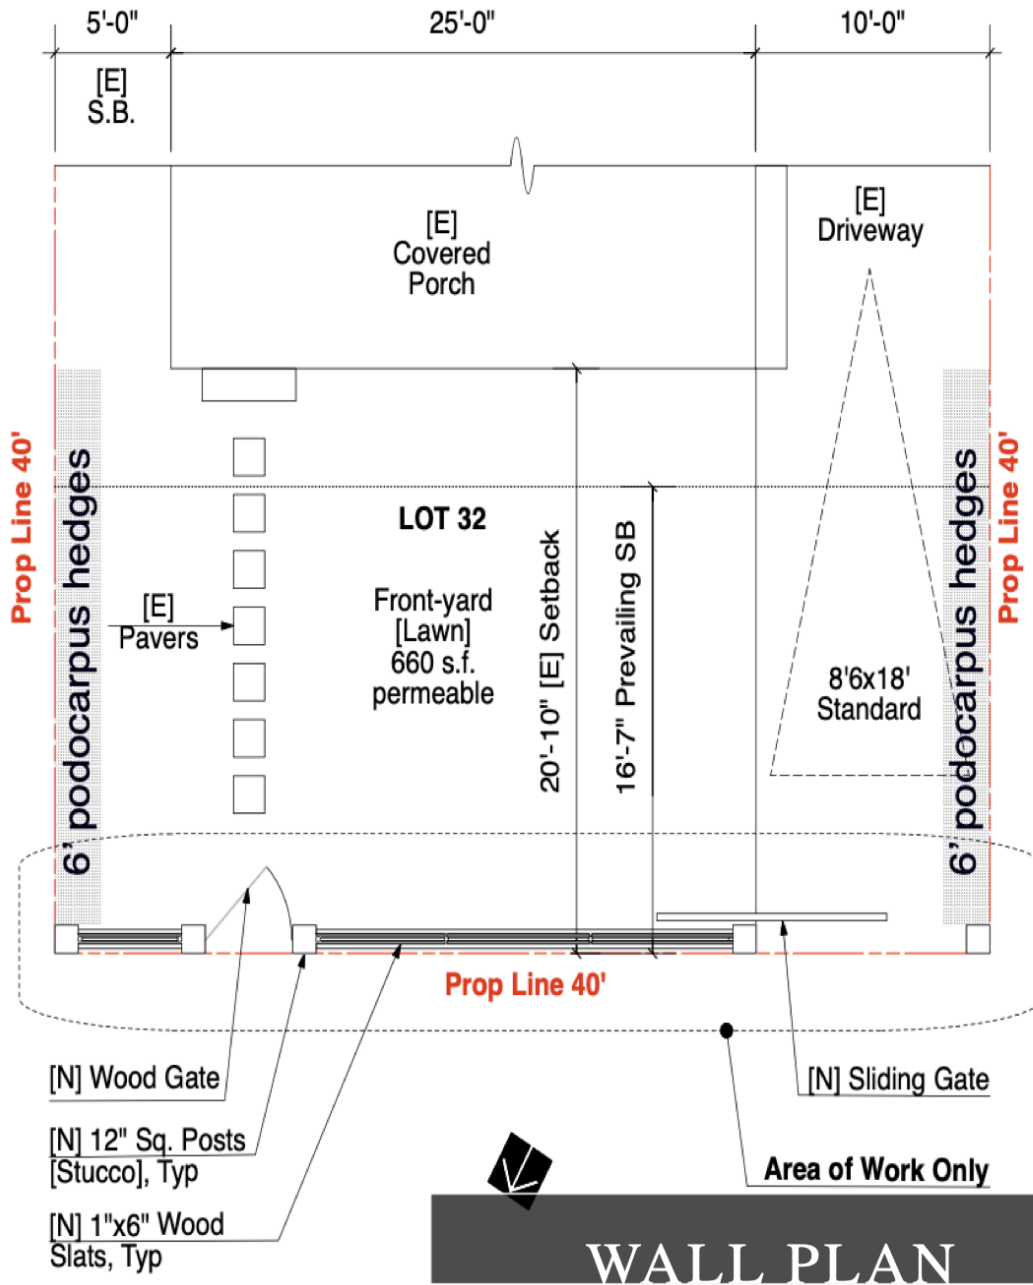 5'-0"
25'-0"
10'-0"
[E]
S.B.
[E]
Covered
Porch
[E]
Driveway
Prop Line 40'
6' podocarpus hedges
LOT 32
[E]
Pavers
Front-yard
[Lawn]
660 s.f.
permeable
20'-10" [E] Setback
16'-7" Prevailing SB
8'6x18'
Standard
6' podocarpus hedges
Prop Line 40'
Prop Line 40'
[N] Wood Gate
[N] 12" Sq. Posts
[Stucco], Typ
[N] 1"x6" Wood
Slats, Typ
[N] Sliding Gate
Area of Work Only
WALL PLAN